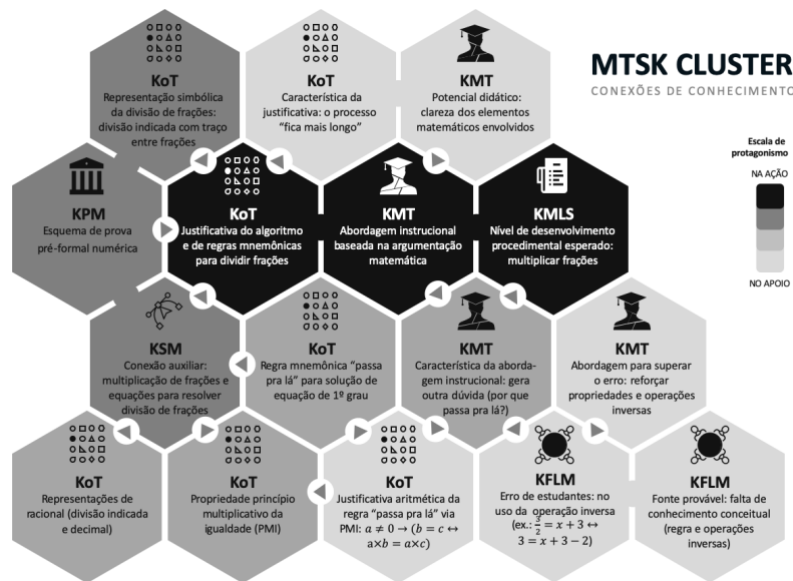 MTSK CLUSTER
CONEXÕES DE CONHECIMENTO
Escala de
protagonismo
NA AÇÃO
NO APOIO
KoT
Representação simbólica
da divisão de frações:
divisão indicada com traço
entre frações
KoT
Característica da
justificativa: o processo
“fica mais longo”
KMT
Potencial didático:
clareza dos elementos
matemáticos envolvidos
KPM
Esquema de prova
pré-formal numérica
KoT
Justificativa do algoritmo
e de regras mnemônicas
para dividir frações
KMT
Abordagem instrucional
baseada na argumentação
matemática
KMLS
Nível de desenvolvimento
procedimental esperado:
multiplicar frações
KSM
Conexão auxiliar:
multiplicação de frações e
equações para resolver
divisão de frações
KoT
Regra mnemônica “passa
pra lá” para solução de
equação de 1º grau
KMT
Característica da aborda-
gem instrucional: gera
outra dúvida (por que
passa pra lá?)
KMT
Abordagem para superar
o erro: reforçar
propriedades e operações
inversas
KoT
Representações de
racional (divisão indicada
e decimal)
KoT
Propriedade princípio
multiplicativo da
igualdade (PMI)
KoT
Justificativa aritmética da
regra “passa pra lá” via
PMI: a ≠ 0 → (b = c ↔
a×b = a×c)
KFLM
Erro de estudantes: no
uso da operação inversa
(ex.: 3/2 = x + 3 ↔
3 = x + 3 − 2)
KFLM
Fonte provável: falta de
conhecimento conceitual
(regra e operações
inversas)